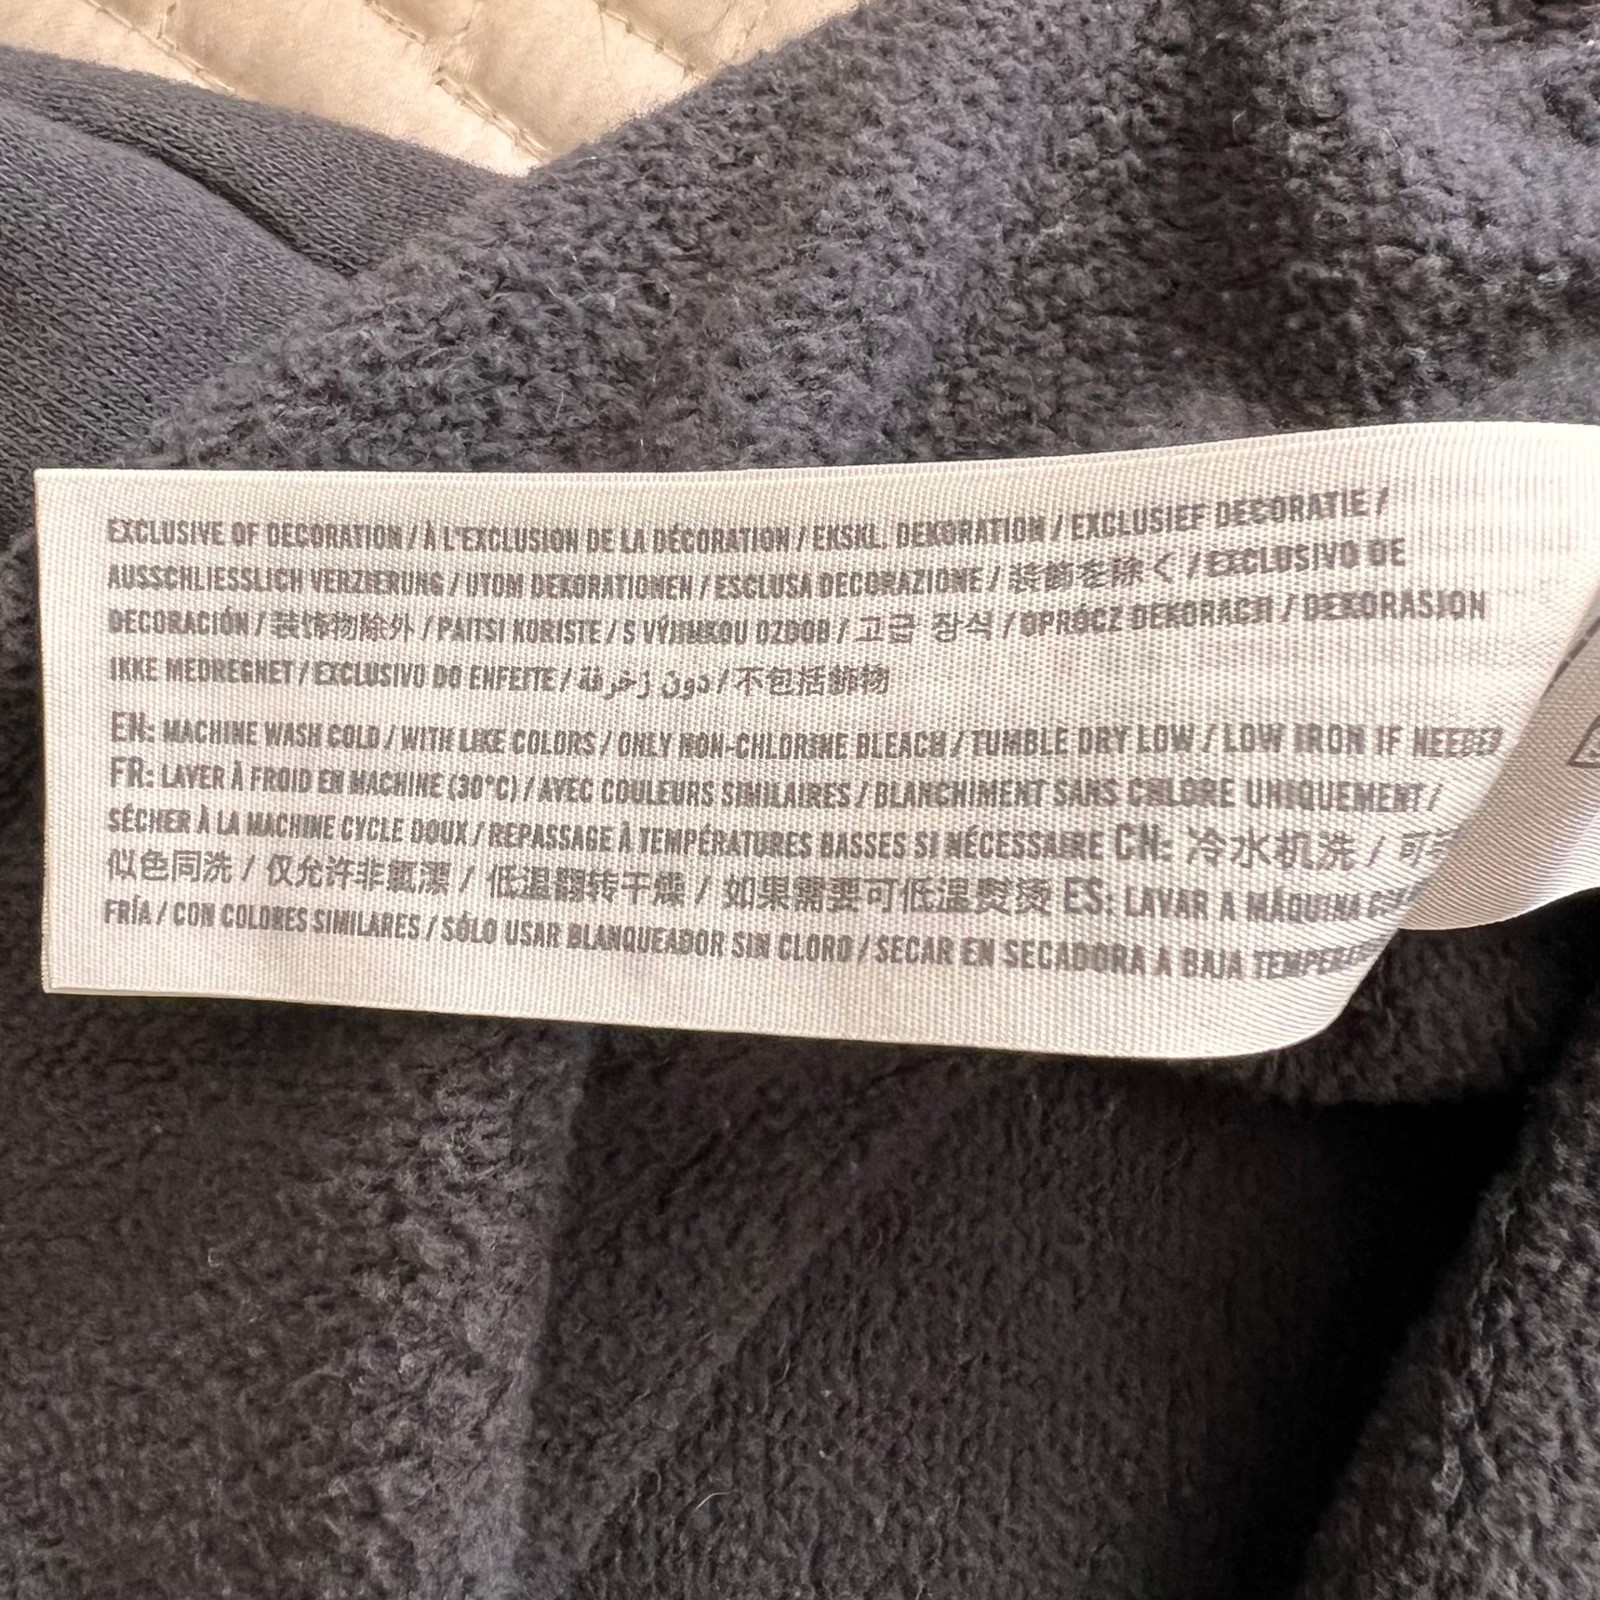 EXCLUSIVE OF DECORATION / À L'EXCLUSION DE LA DÉCORATION / EKSKL. DEKORATION / EXCLUSIEF DECORATIE /
AUSSCHLIESSLICH VERZIERUNG / UTOM DEKORATIONEN / ESCLUSA DECORAZIONE / 装飾を除く / EXCLUSIVO DE
DECORACIÓN / 装饰物除外 / PAITSI KORISTE / S VÝJIMKOU OZDOB / 고급 장식 / OPRÓCZ DEKORACJI / DEKORASJON
IKKE MEDREGNET / EXCLUSIVO DO ENFEITE / دون زخرفة / 不包括飾物
EN: MACHINE WASH COLD / WITH LIKE COLORS / ONLY NON-CHLORINE BLEACH / TUMBLE DRY LOW / LOW IRON IF NEEDED
FR: LAVER À FROID EN MACHINE (30°C) / AVEC COULEURS SIMILAIRES / BLANCHIMENT SANS CHLORE UNIQUEMENT /
SÉCHER À LA MACHINE CYCLE DOUX / REPASSAGE À TEMPÉRATURES BASSES SI NÉCESSAIRE CN: 冷水机洗 / 可
似色同洗 / 仅允许非氯漂 / 低温翻转干燥 / 如果需要可低温熨烫 ES: LAVAR A MÁQUINA
FRÍA / CON COLORES SIMILARES / SÓLO USAR BLANQUEADOR SIN CLORO / SECAR EN SECADORA A BAJA